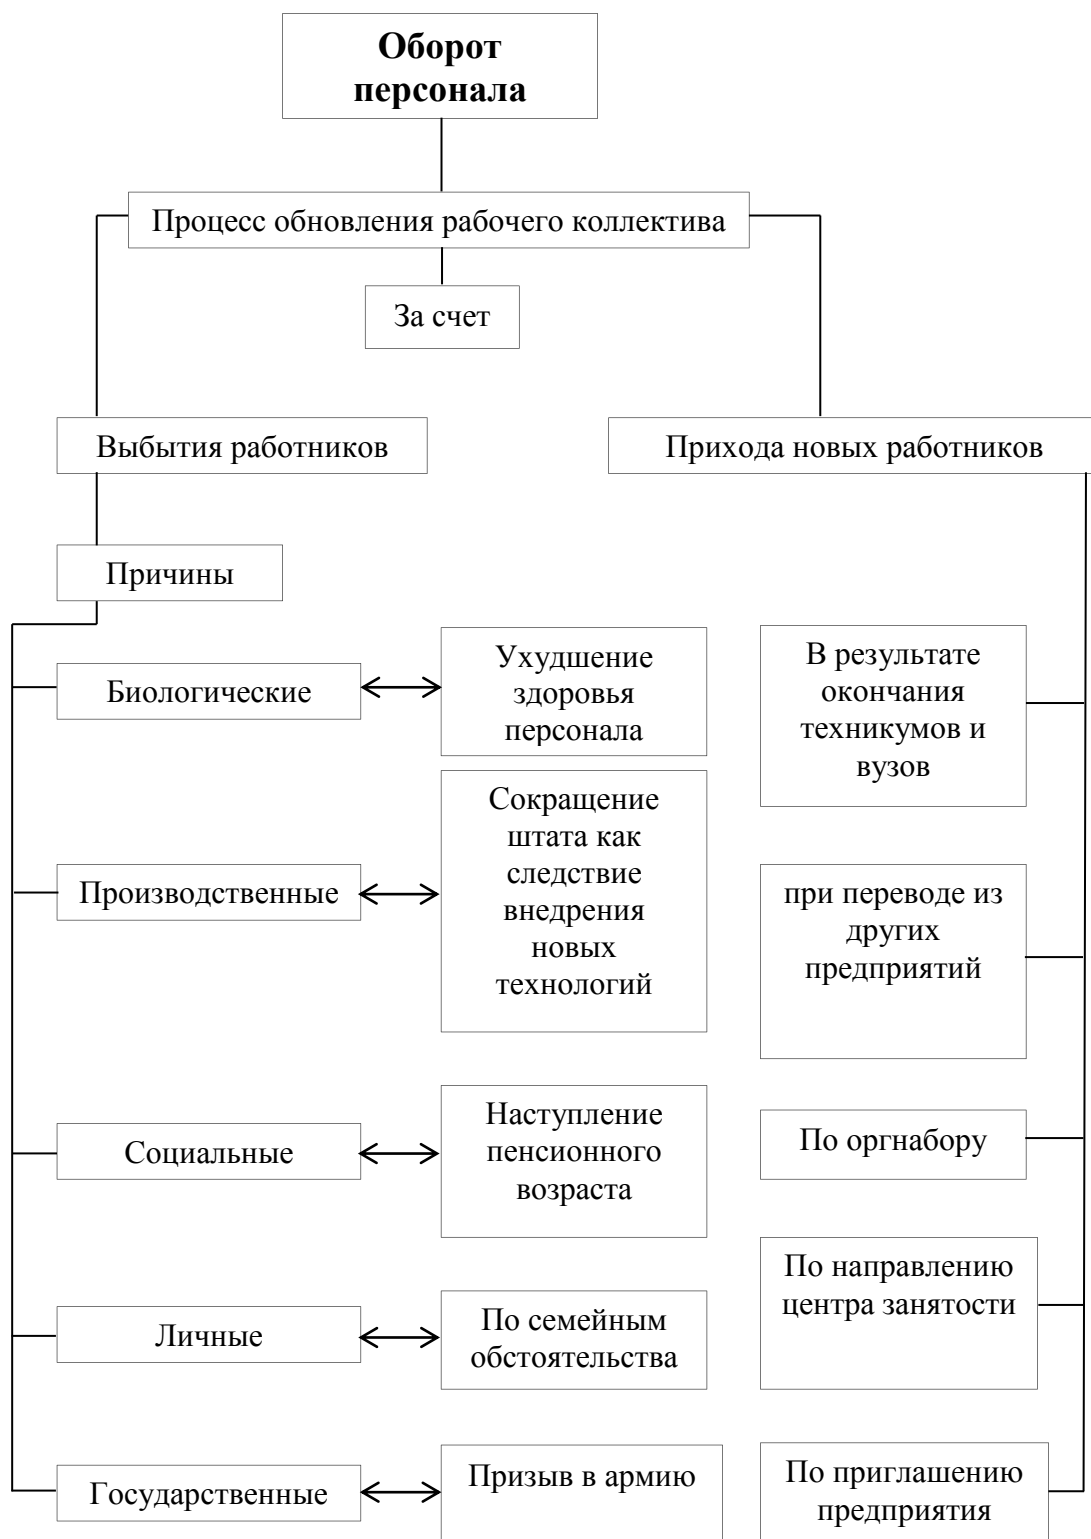 Оборот
персонала
Процесс обновления рабочего коллектива
За счет
Выбытия работников
Прихода новых работников
Причины
Биологические
Ухудшение
здоровья
персонала
В результате
окончания
техникумов и
вузов
Производственные
Сокращение
штата как
следствие
внедрения
новых
технологий
при переводе из
других
предприятий
Социальные
Наступление
пенсионного
возраста
По оргнабору
По направлению
центра занятости
Личные
По семейным
обстоятельства
Государственные
Призыв в армию
По приглашению
предприятия